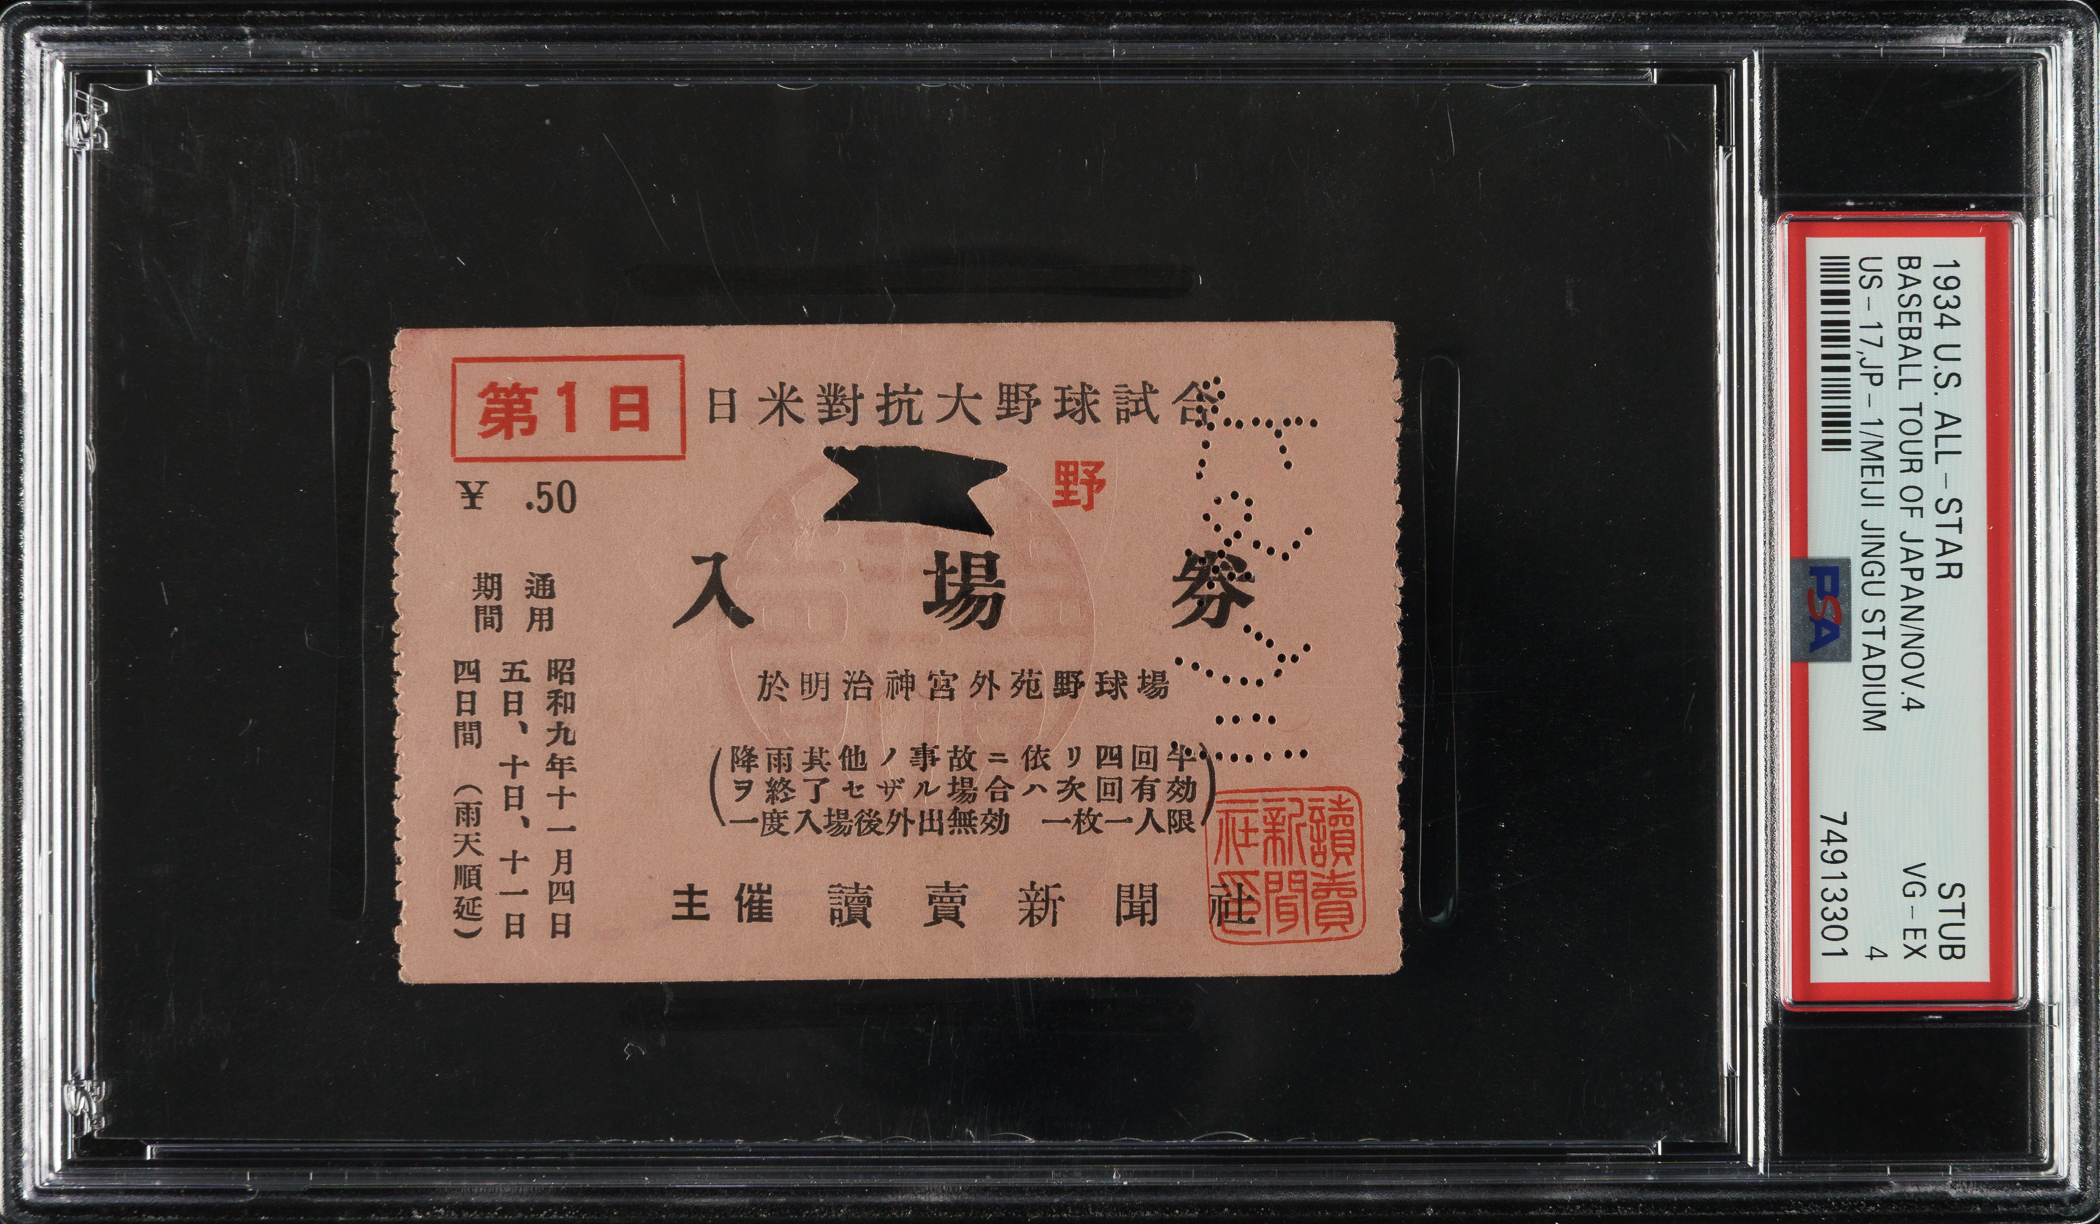 第1日
日米對抗大野球試合
¥ .50
野
入場券
通用
期間
昭和九年十一月四日
五日、十日、十一日
四日間（雨天順延）
於明治神宮外苑野球場
(降雨其他ノ事故ニ依リ四回半
ヲ終了セザル場合ハ次回有効
一度入場後外出無効 一枚一人限)
主催 讀賣新聞社
讀賣
新聞
社印
1934 U.S. ALL-STAR STUB
BASEBALL TOUR OF JAPAN/NOV.4 VG-EX
US-17,JP-1/MEIJI JINGU STADIUM 4
74913301
PSA